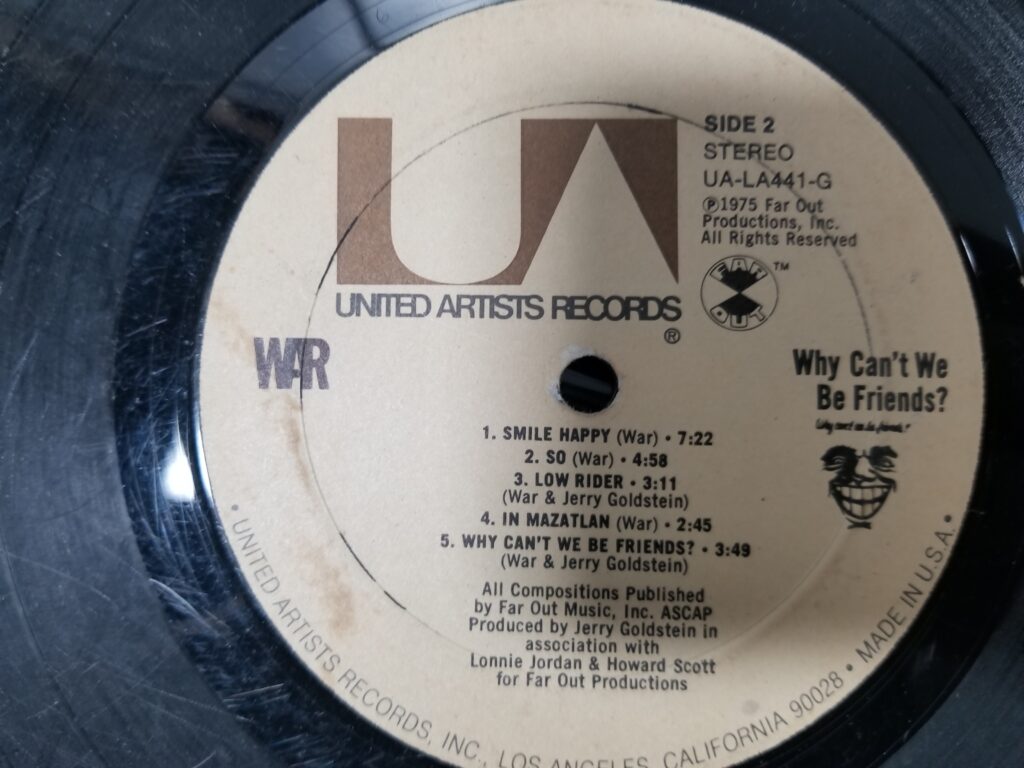 UA
UNITED ARTISTS RECORDS
®
SIDE 2
STEREO
UA-LA441-G
℗1975 Far Out
Productions, Inc.
All Rights Reserved
FAR OUT ™
WAR
Why Can't We
Be Friends?
"Why can't we be friends?"
1. SMILE HAPPY (War) • 7:22
2. SO (War) • 4:58
3. LOW RIDER • 3:11
(War & Jerry Goldstein)
4. IN MAZATLAN (War) • 2:45
5. WHY CAN'T WE BE FRIENDS? • 3:49
(War & Jerry Goldstein)
All Compositions Published
by Far Out Music, Inc. ASCAP
Produced by Jerry Goldstein in
association with
Lonnie Jordan & Howard Scott
for Far Out Productions
• UNITED ARTISTS RECORDS, INC., LOS ANGELES, CALIFORNIA 90028 • MADE IN U.S.A. •